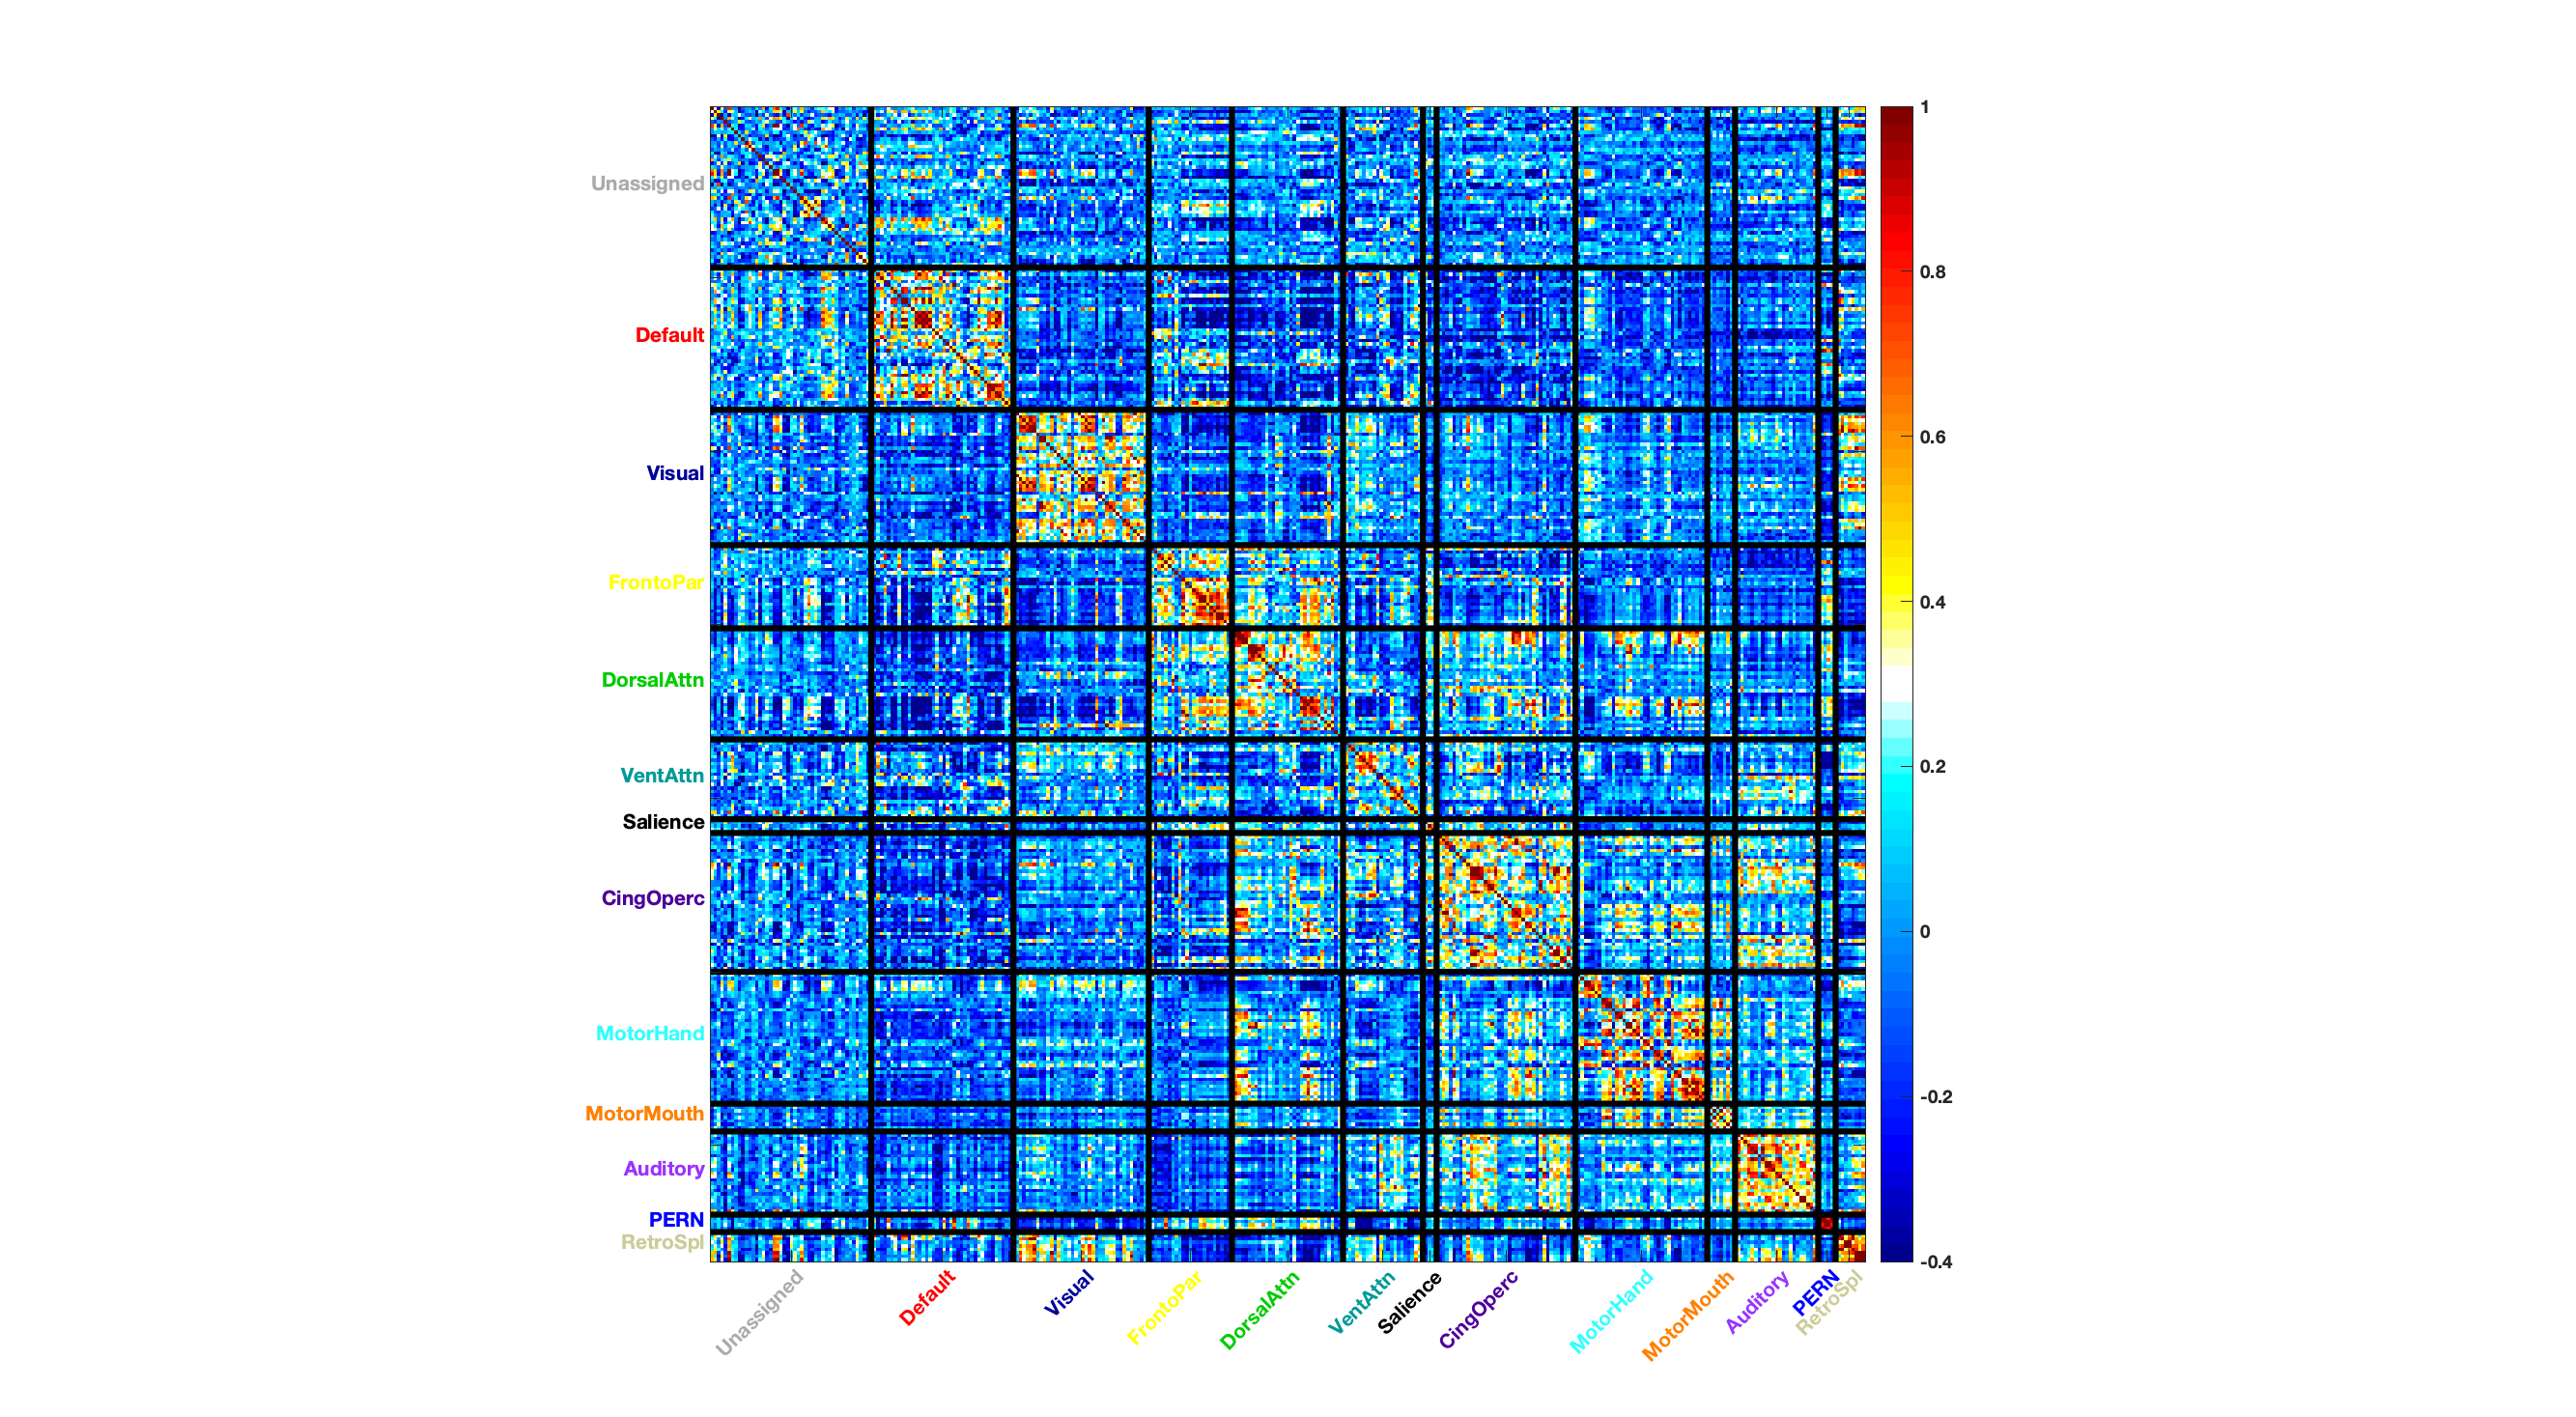 Unassigned
Default
Visual
FrontoPar
DorsalAttn
VentAttn
Salience
CingOperc
MotorHand
MotorMouth
Auditory
PERN
RetroSpl
Unassigned
Default
Visual
FrontoPar
DorsalAttn
VentAttn
Salience
CingOperc
MotorHand
MotorMouth
Auditory
PERN
RetroSpl
1
0.8
0.6
0.4
0.2
0
-0.2
-0.4